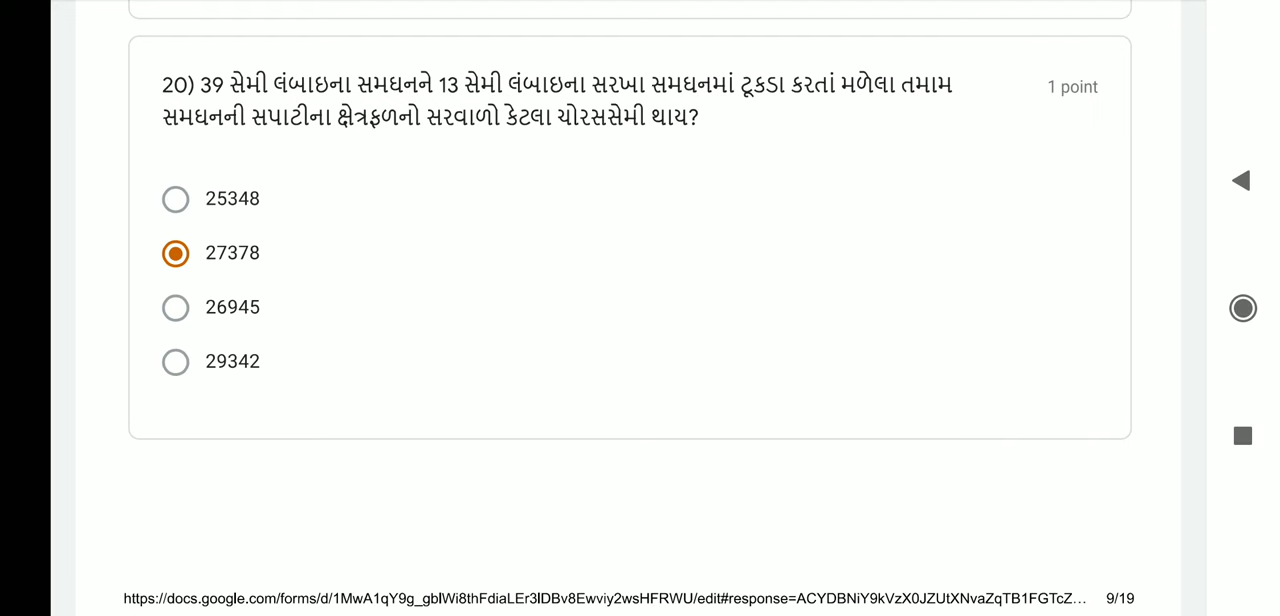 20) 39 સેમી લંબાઇના સમઘનને 13 સેમી લંબાઇના સરખા સમઘનમાં ટૂકડા કરતાં મળેલા તમામ
સમઘનની સપાટીના ક્ષેત્રફળનો સરવાળો કેટલા ચોરસસેમી થાય?
1 point
25348
27378
26945
29342
https://docs.google.com/forms/d/1MwA1qY9g_gblWi8thFdiaLEr3lDBv8Ewviy2wsHFRWU/edit#response=ACYDBNiY9kVzX0JZUtXNvaZqTB1FGTcZ... 9/19